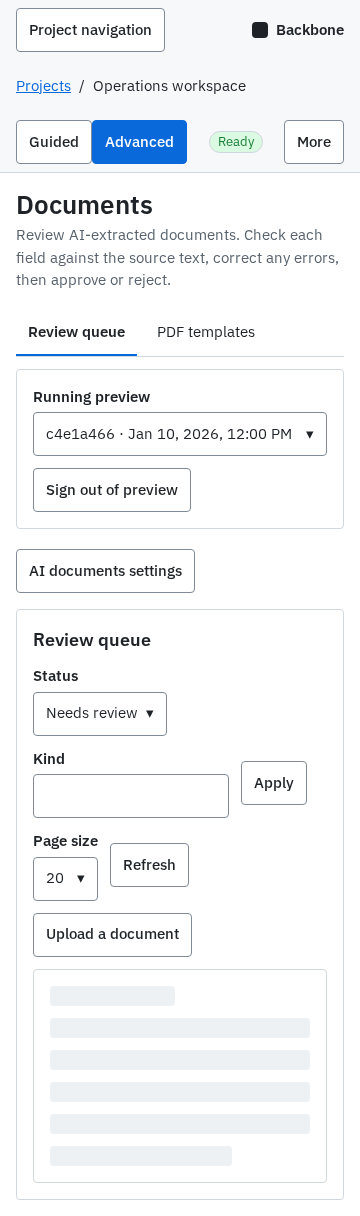 Project navigation
Backbone
Projects / Operations workspace
Guided
Advanced
Ready
More
Documents
Review AI-extracted documents. Check each
field against the source text, correct any errors,
then approve or reject.
Review queue
PDF templates
Running preview
c4e1a466 · Jan 10, 2026, 12:00 PM ▾
Sign out of preview
AI documents settings
Review queue
Status
Needs review ▾
Kind
Apply
Page size
20 ▾
Refresh
Upload a document